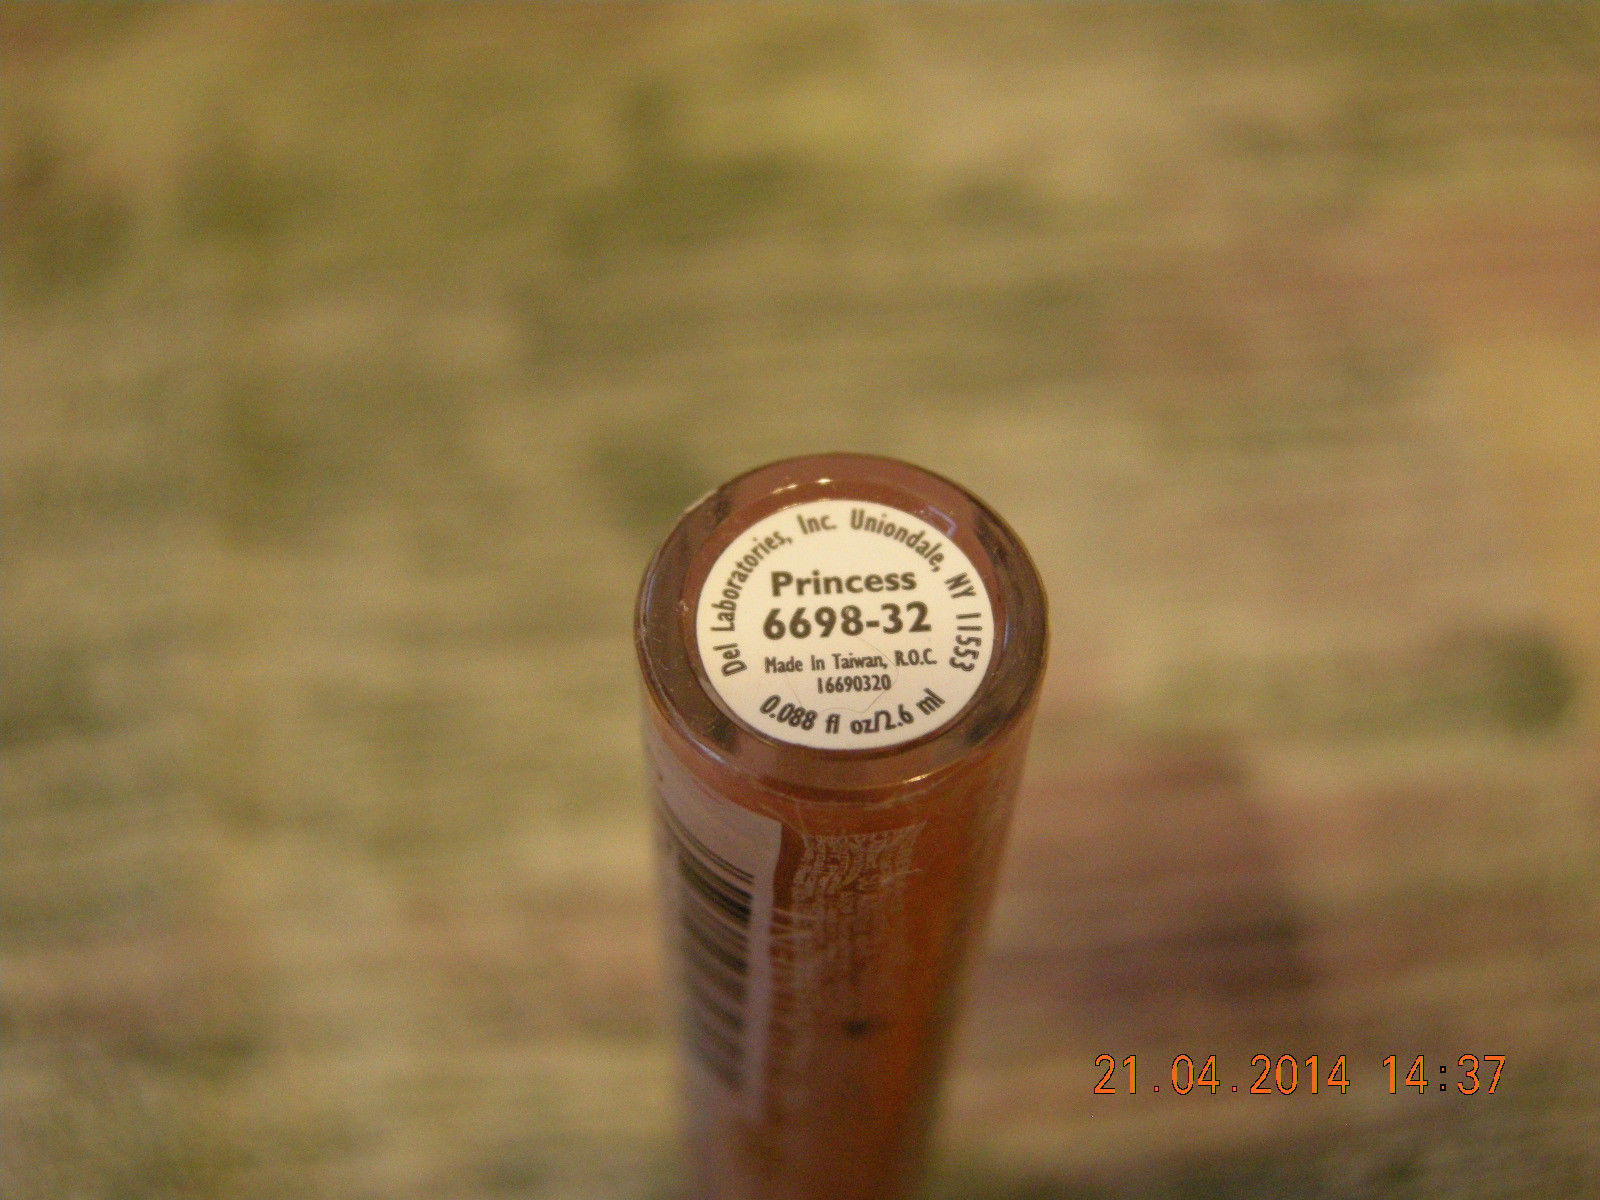 Del Laboratories, Inc. Uniondale, NY 11553
Princess
6698-32
Made In Taiwan, R.O.C.
16690320
0.088 fl oz/2.6 ml
21.04.2014 14:37